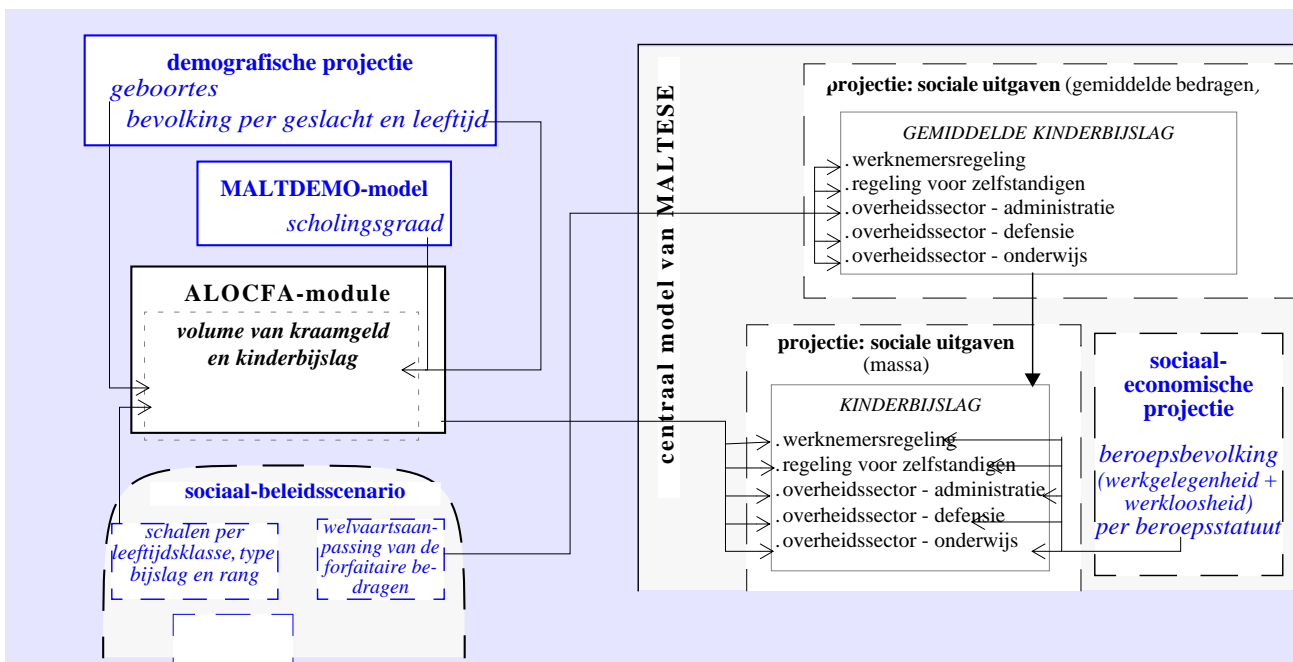 demografische projectie
geboortes
bevolking per geslacht en leeftijd
MALTDEMO-model
scholingsgraad
ALOCFA-module
volume van kraamgeld
en kinderbijslag
sociaal-beleidsscenario
schalen per
leeftijdsklasse, type
bijslag en rang
welvaartsaan-
passing van de
forfaitaire be-
dragen
centraal model van MALTESE
projectie: sociale uitgaven (gemiddelde bedragen,
GEMIDDELDE KINDERBIJSLAG
.werknemersregeling
.regeling voor zelfstandigen
.overheidssector - administratie
.overheidssector - defensie
.overheidssector - onderwijs
projectie: sociale uitgaven
(massa)
KINDERBIJSLAG
.werknemersregeling
.regeling voor zelfstandigen
.overheidssector - administratie
.overheidssector - defensie
.overheidssector - onderwijs
sociaal-
economische
projectie
beroepsbevolking
(werkgelegenheid +
werkloosheid)
per beroepsstatuut